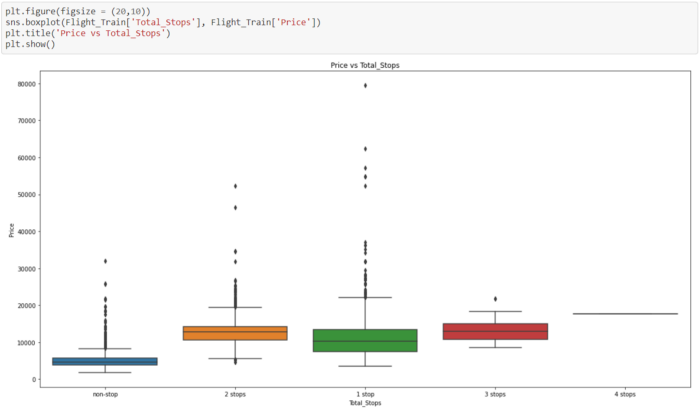 plt.figure(figsize = (20,10))
sns.boxplot(Flight_Train['Total_Stops'], Flight_Train['Price'])
plt.title('Price vs Total_Stops')
plt.show()
Price vs Total_Stops
80000
70000
60000
50000
40000
30000
20000
10000
0
Price
non-stop
2 stops
1 stop
3 stops
4 stops
Total_Stops